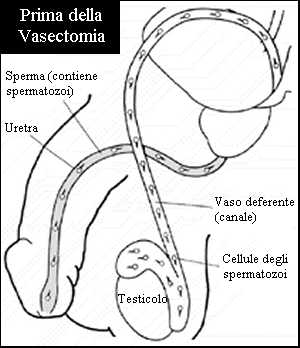 Prima della
Vasectomia
Sperma (contiene
spermatozoi)
Uretra
Vaso deferente
(canale)
Cellule degli
spermatozoi
Testicolo